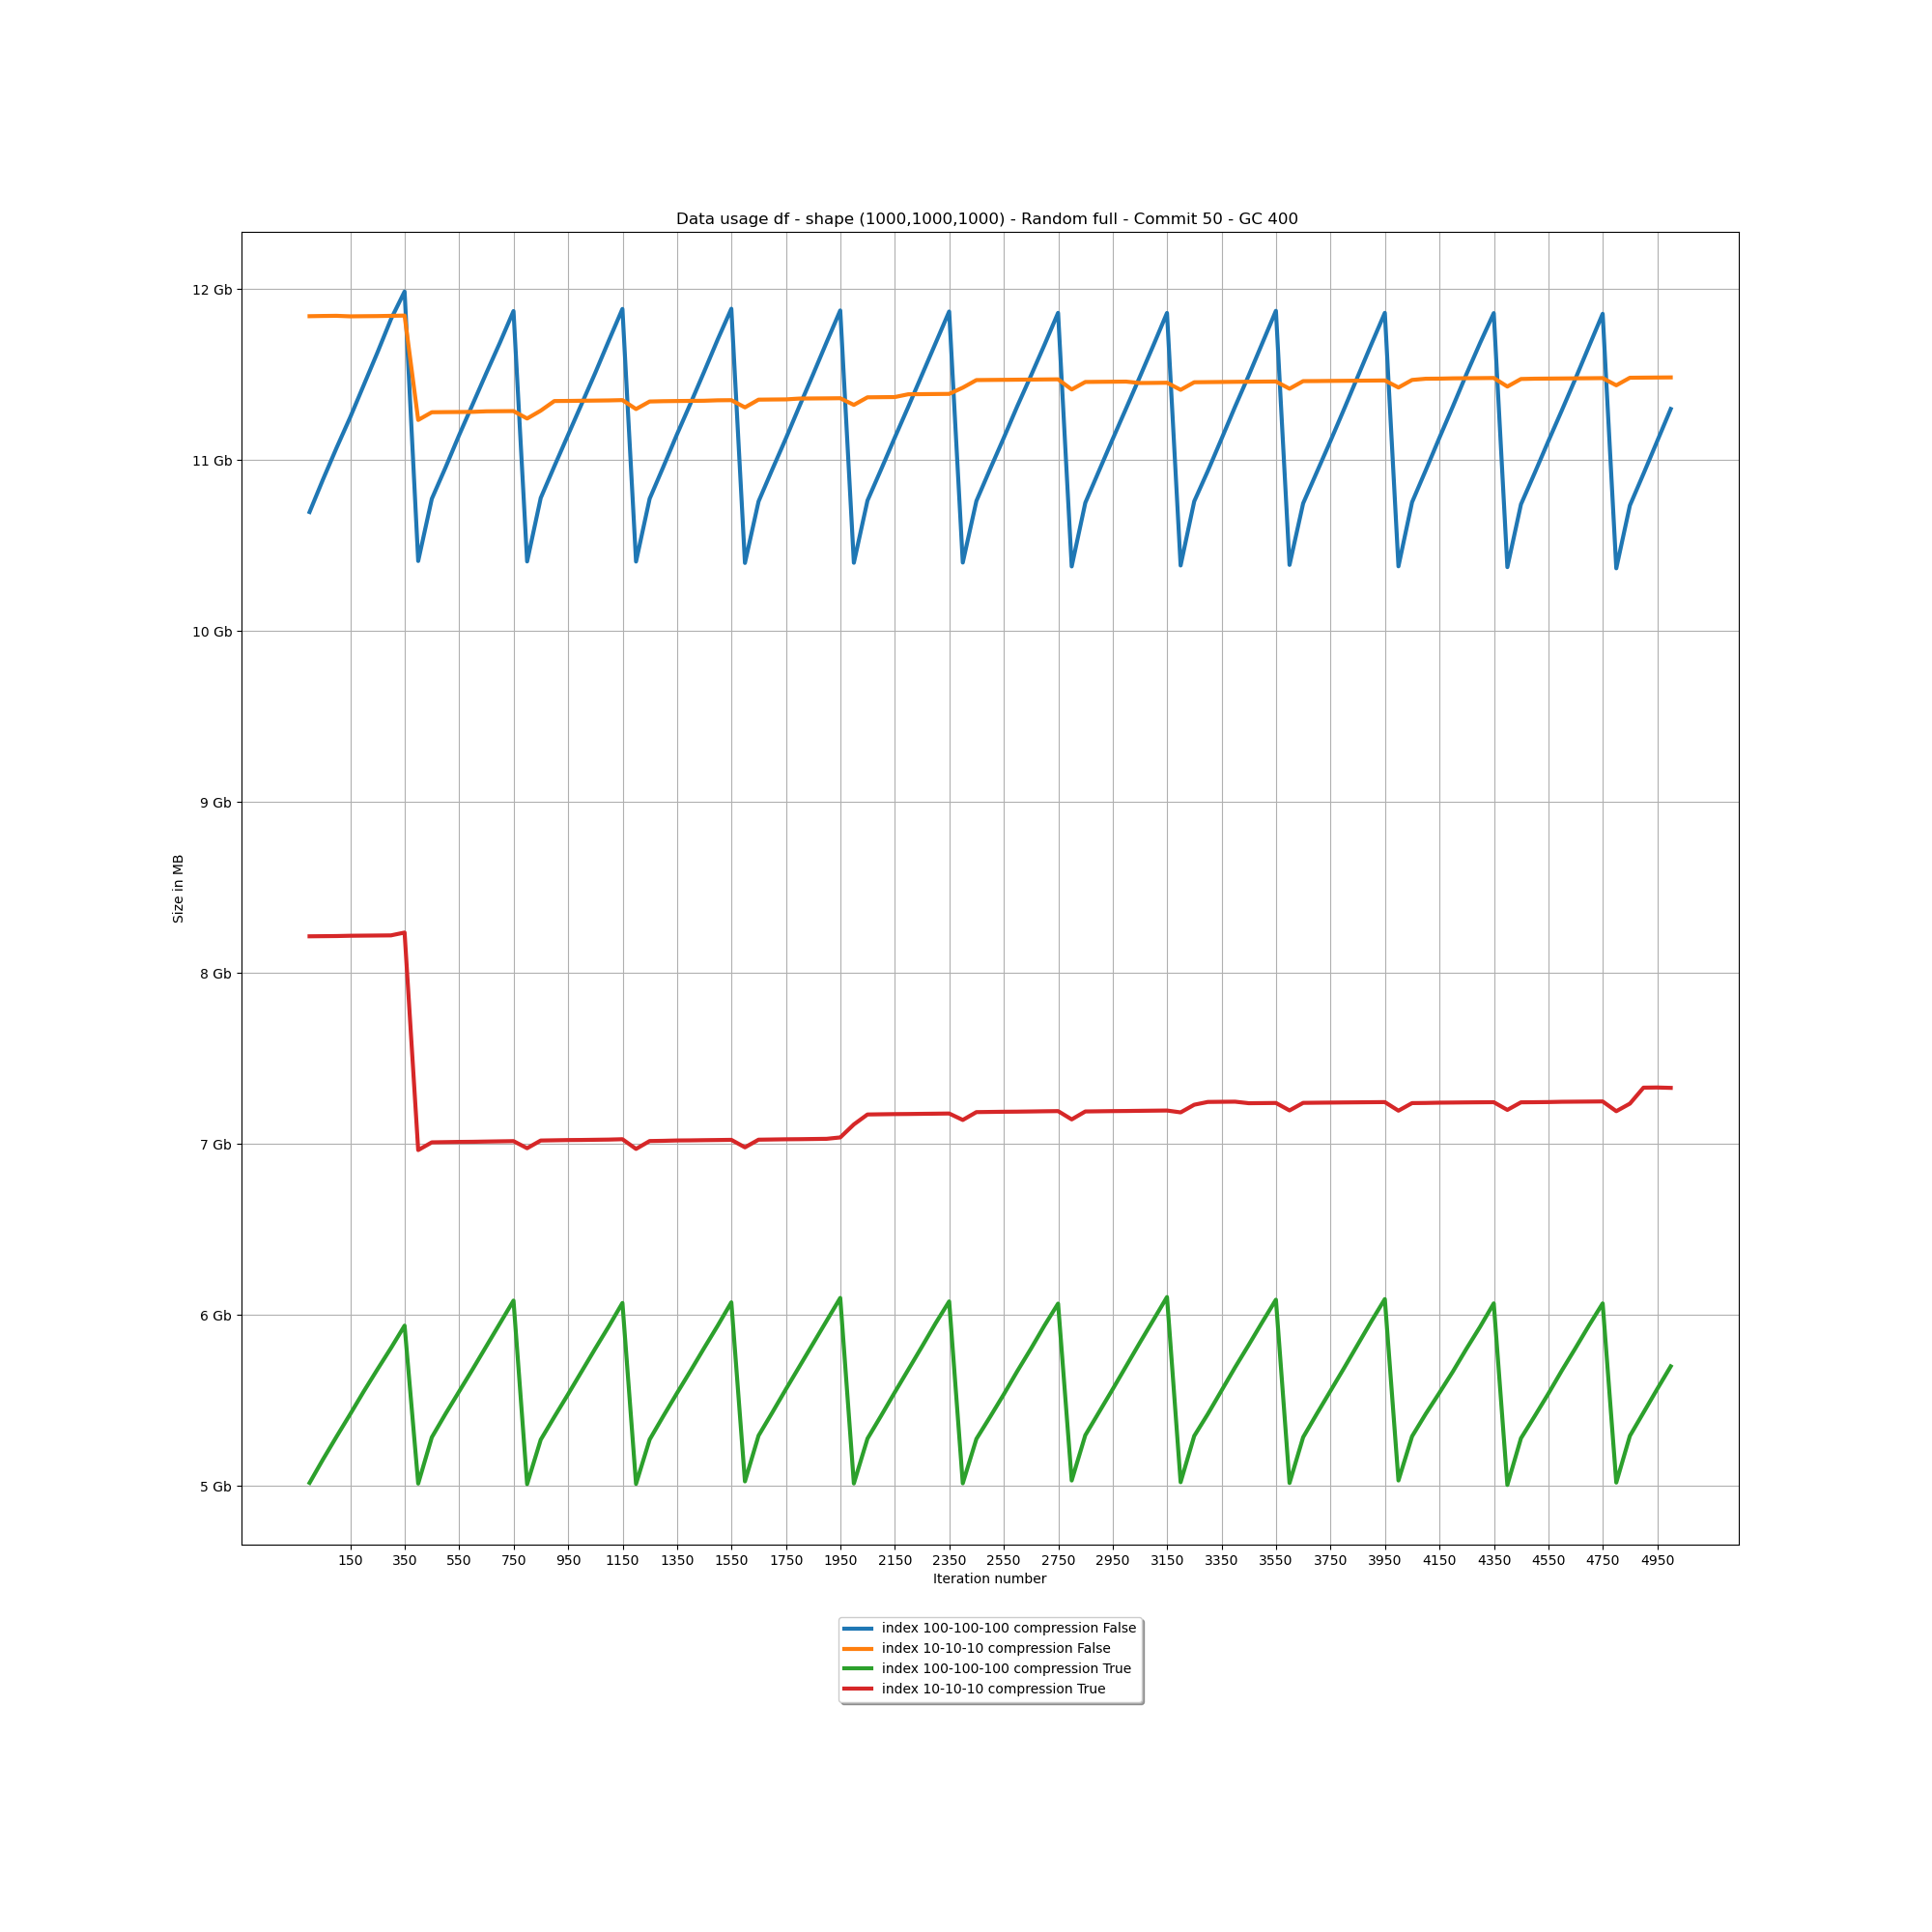 Data usage df - shape (1000,1000,1000) - Random full - Commit 50 - GC 400
12 Gb
11 Gb
10 Gb
9 Gb
8 Gb
7 Gb
6 Gb
5 Gb
Size in MB
150 350 550 750 950 1150 1350 1550 1750 1950 2150 2350 2550 2750 2950 3150 3350 3550 3750 3950 4150 4350 4550 4750 4950
Iteration number
index 100-100-100 compression False
index 10-10-10 compression False
index 100-100-100 compression True
index 10-10-10 compression True